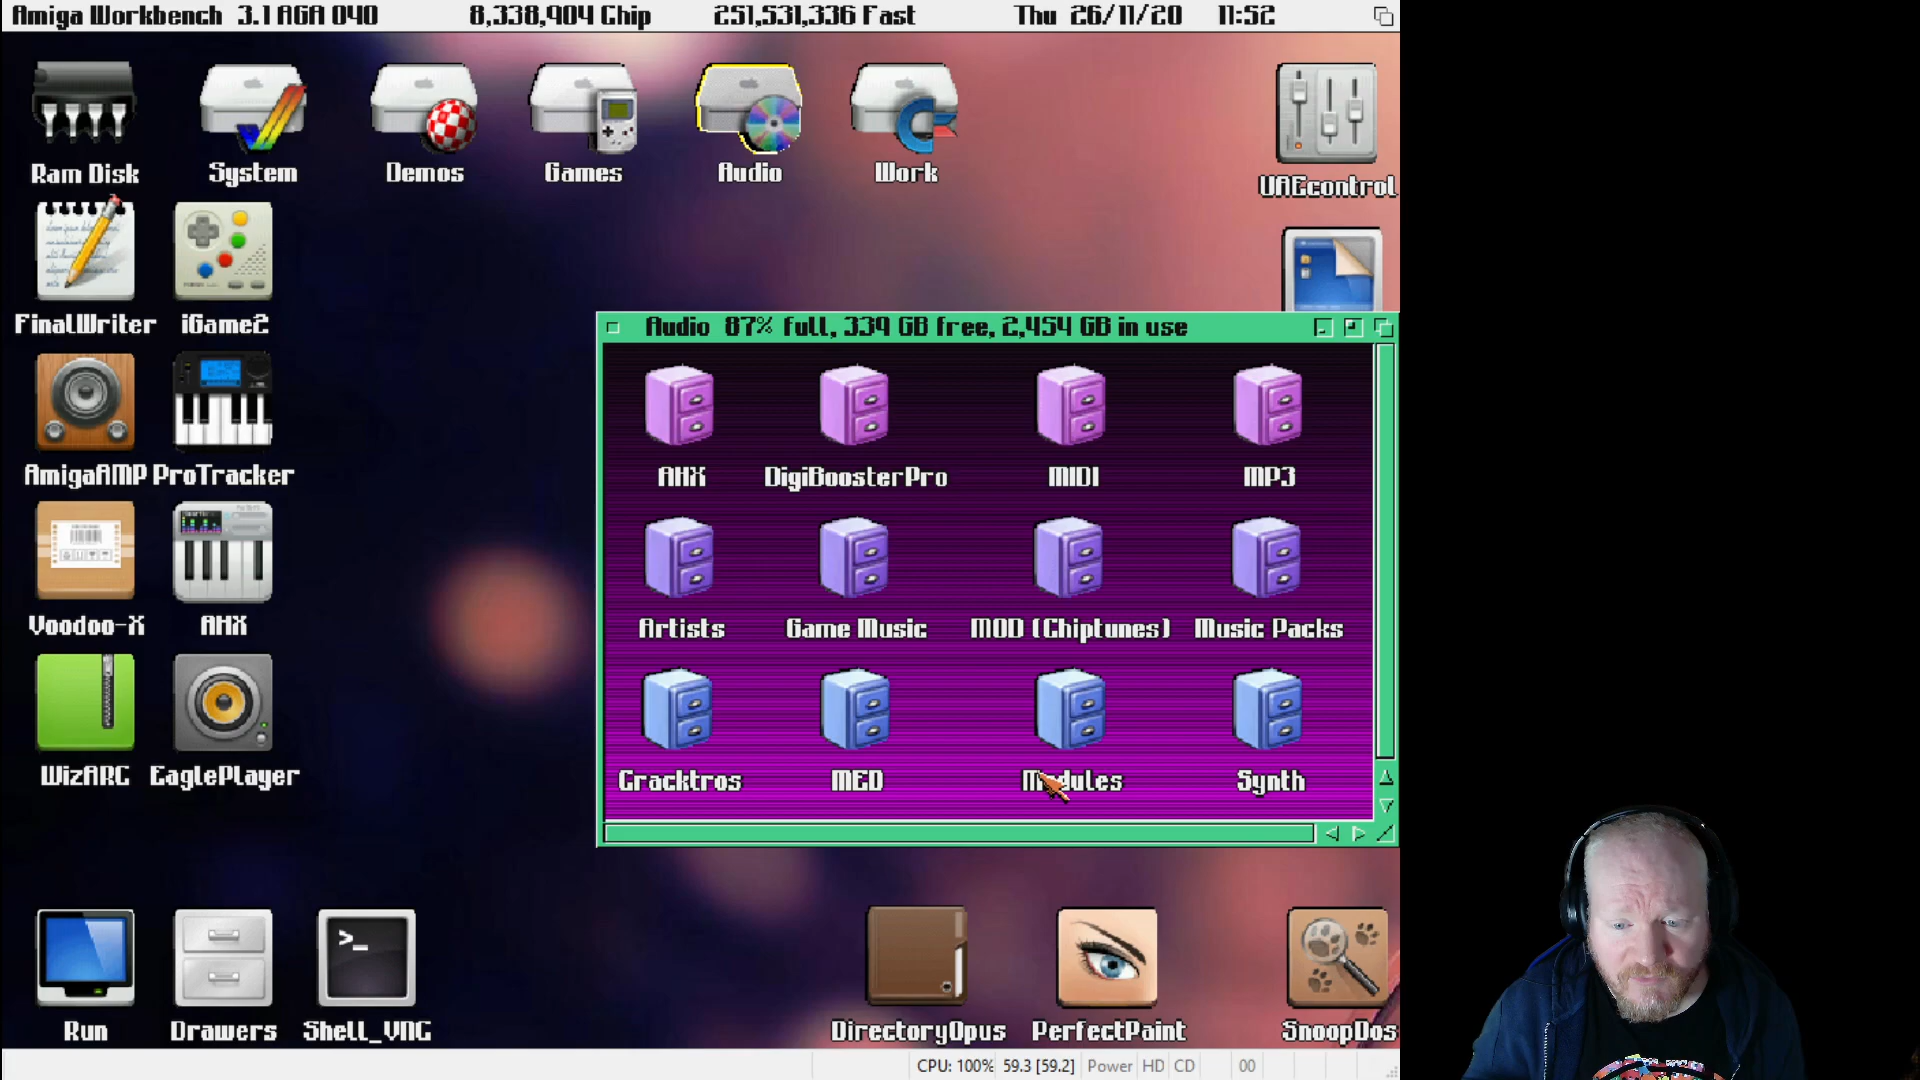 Amiga Workbench 3.1 AGA 040 8,338,904 Chip 251,531,336 Fast Thu 26/11/20 11:52
Ram Disk System Demos Games Audio Work UAEcontrol
FinalWriter iGame2
Audio 87% full, 339 GB free, 2,454 GB in use
AmigaAMP ProTracker
AHX DigiBoosterPro MIDI MP3
Voodoo-X AHX
Artists Game Music MOD (Chiptunes) Music Packs
WizARC EaglePlayer
Cracktros MED Modules Synth
>_
Run Drawers Shell_VNG DirectoryOpus PerfectPaint SnoopDos
CPU: 100% 59.3 [59.2] Power HD CD 00